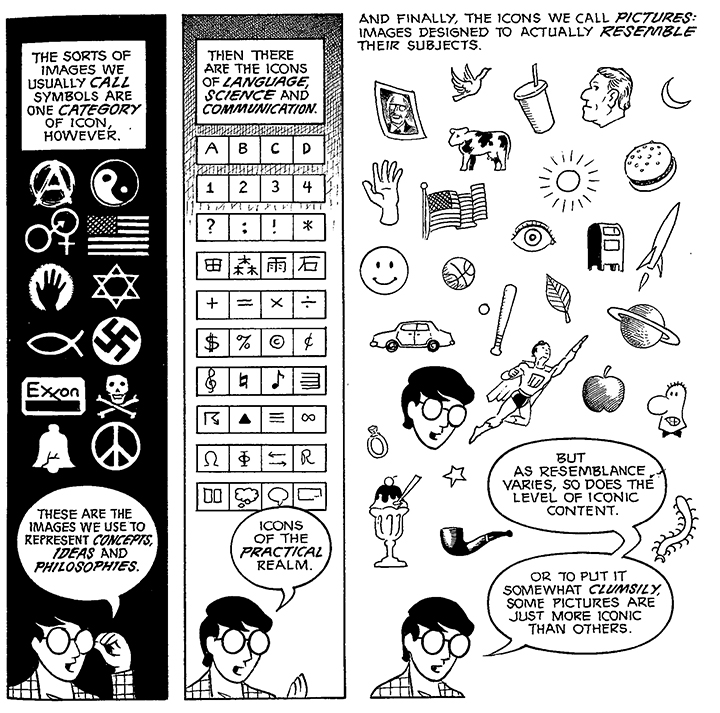 THE SORTS OF
IMAGES WE
USUALLY CALL
SYMBOLS ARE
ONE CATEGORY
OF ICON,
HOWEVER.
A
Exxon
THESE ARE THE
IMAGES WE USE TO
REPRESENT CONCEPTS,
IDEAS AND
PHILOSOPHIES.
THEN THERE
ARE THE ICONS
OF LANGUAGE,
SCIENCE AND
COMMUNICATION.
A B C D
1 2 3 4
? : ! *
田 森 雨 石
+ = × ÷
$ % © ¢
𝄞 ♮ ♪
▲ ≡ ∞
Ω Φ ⇆ R
ICONS
OF THE
PRACTICAL
REALM.
AND FINALLY, THE ICONS WE CALL PICTURES:
IMAGES DESIGNED TO ACTUALLY RESEMBLE
THEIR SUBJECTS.
BUT
AS RESEMBLANCE
VARIES, SO DOES THE
LEVEL OF ICONIC
CONTENT.
OR TO PUT IT
SOMEWHAT CLUMSILY,
SOME PICTURES ARE
JUST MORE ICONIC
THAN OTHERS.